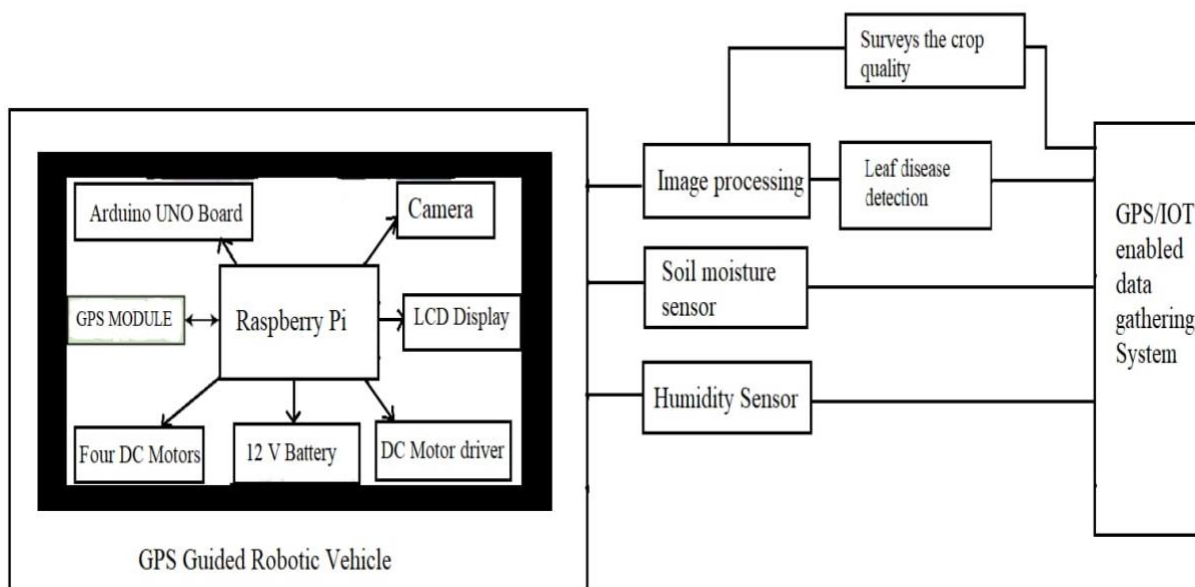 Surveys the crop
quality
Image processing
Leaf disease
detection
Arduino UNO Board
Camera
GPS MODULE
Raspberry Pi
LCD Display
Soil moisture
sensor
GPS/IOT
enabled
data
gathering
System
Humidity Sensor
Four DC Motors
12 V Battery
DC Motor driver
GPS Guided Robotic Vehicle